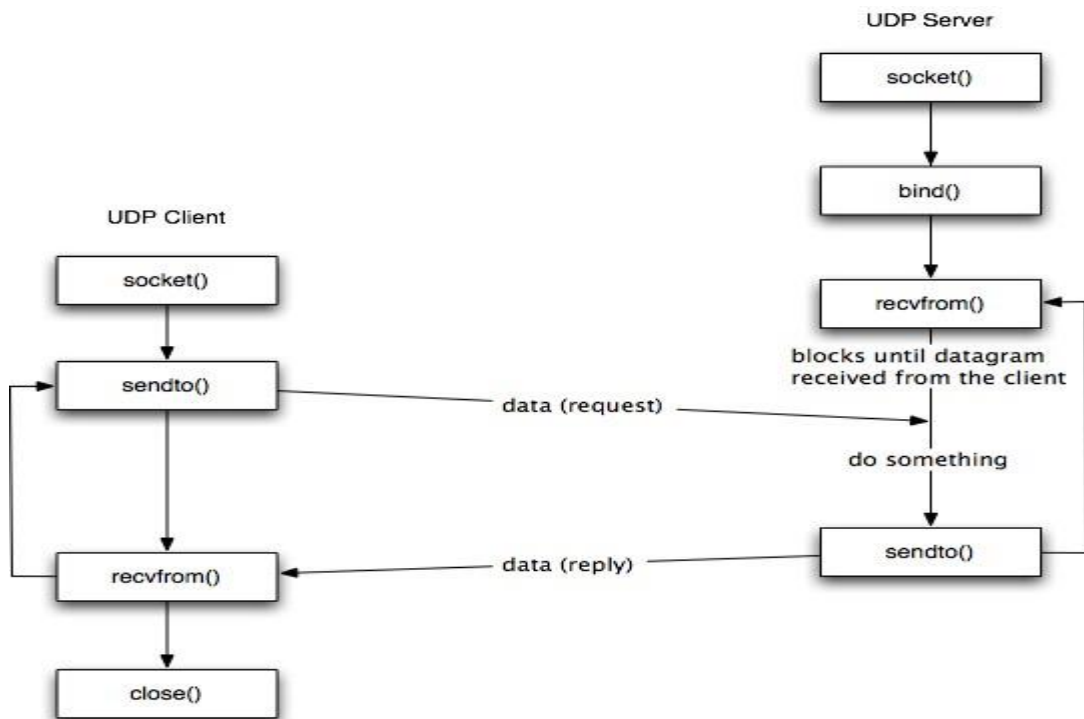 UDP Server
socket()
bind()
UDP Client
socket()
recvfrom()
blocks until datagram
received from the client
sendto()
data (request)
do something
sendto()
data (reply)
recvfrom()
close()